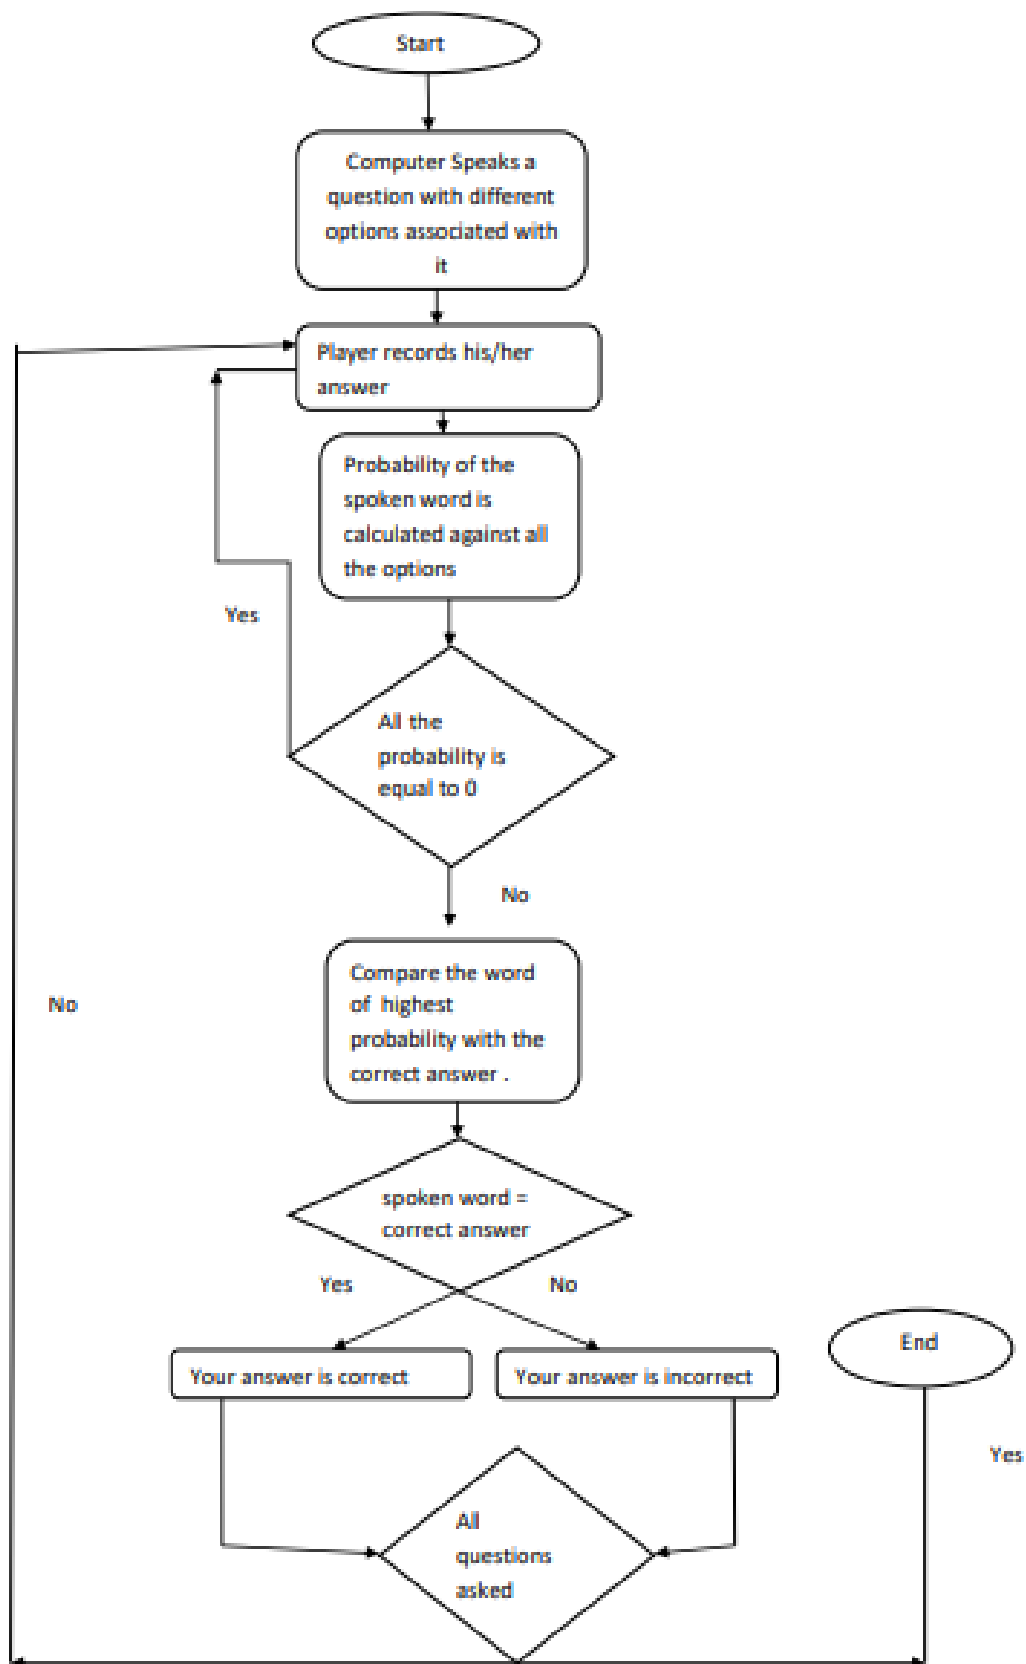 Start
Computer Speaks a
question with different
options associated with
it
Player records his/her
answer
Probability of the
spoken word is
calculated against all
the options
Yes
All the
probability is
equal to 0
No
Compare the word
of highest
probability with the
correct answer .
No
spoken word =
correct answer
Yes
No
Your answer is correct
Your answer is incorrect
End
Yes
All
questions
asked